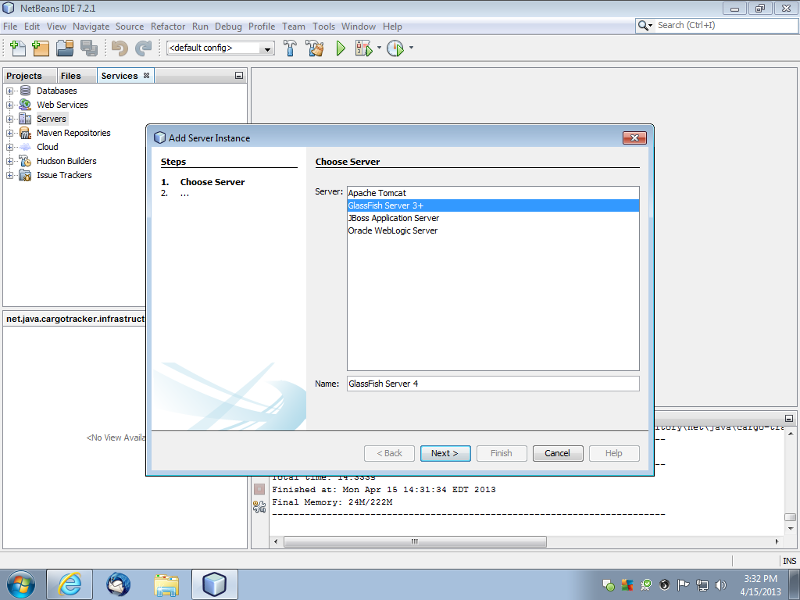 NetBeans IDE 7.2.1
File Edit View Navigate Source Refactor Run Debug Profile Team Tools Window Help
Search (Ctrl+I)
<default config>
Projects Files Services
Databases
Web Services
Servers
Maven Repositories
Cloud
Hudson Builders
Issue Trackers
Add Server Instance
Steps
1. Choose Server
2. ...
Choose Server
Server:
Apache Tomcat
GlassFish Server 3+
JBoss Application Server
Oracle WebLogic Server
Name: GlassFish Server 4
< Back Next > Finish Cancel Help
net.java.cargotracker.infrastruct
<No View Availa
itory\net\java\cargo-tra
Total time: 14.333s
Finished at: Mon Apr 15 14:31:34 EDT 2013
Final Memory: 24M/222M
------------------------------------------------------------------------
INS
3:32 PM
4/15/2013